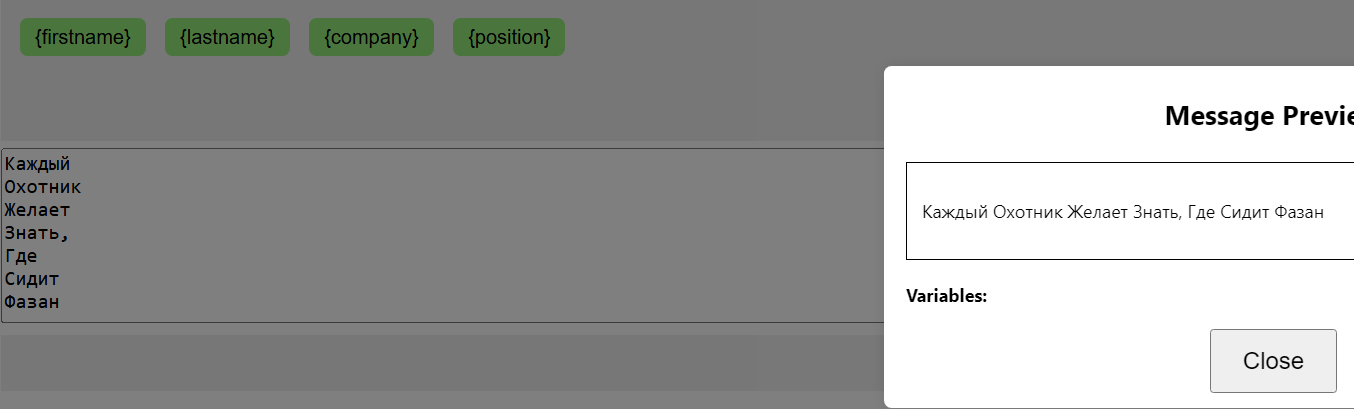 {firstname} {lastname} {company} {position}
Message Previe
Каждый
Охотник
Желает
Знать,
Где
Сидит
Фазан
Каждый Охотник Желает Знать, Где Сидит Фазан
Variables:
Close